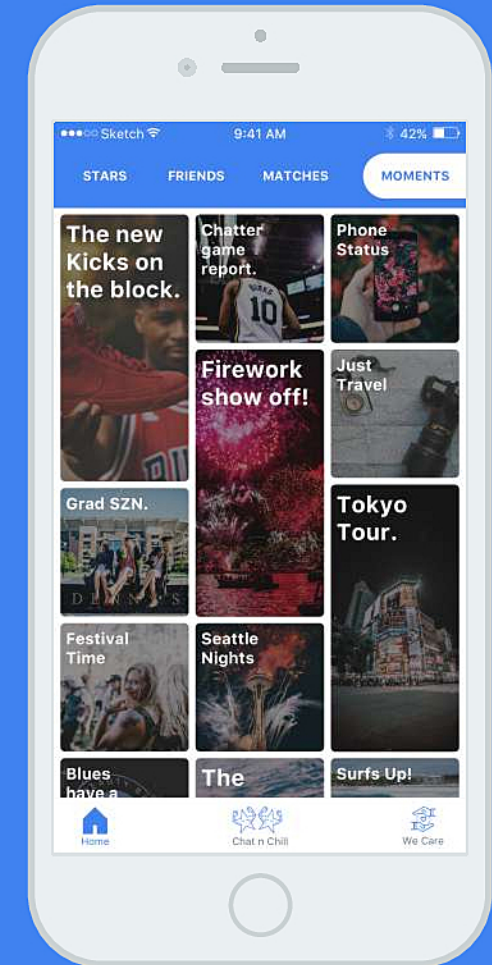 Sketch 9:41 AM 42%
STARS FRIENDS MATCHES MOMENTS
The new
Kicks on
the block.
Chatter
game
report.
10
Phone
Status
Firework
show off!
Just
Travel
Grad SZN.
Tokyo
Tour.
Festival
Time
Seattle
Nights
Blues
have a
The
Surfs Up!
Home
Chat n Chill
We Care